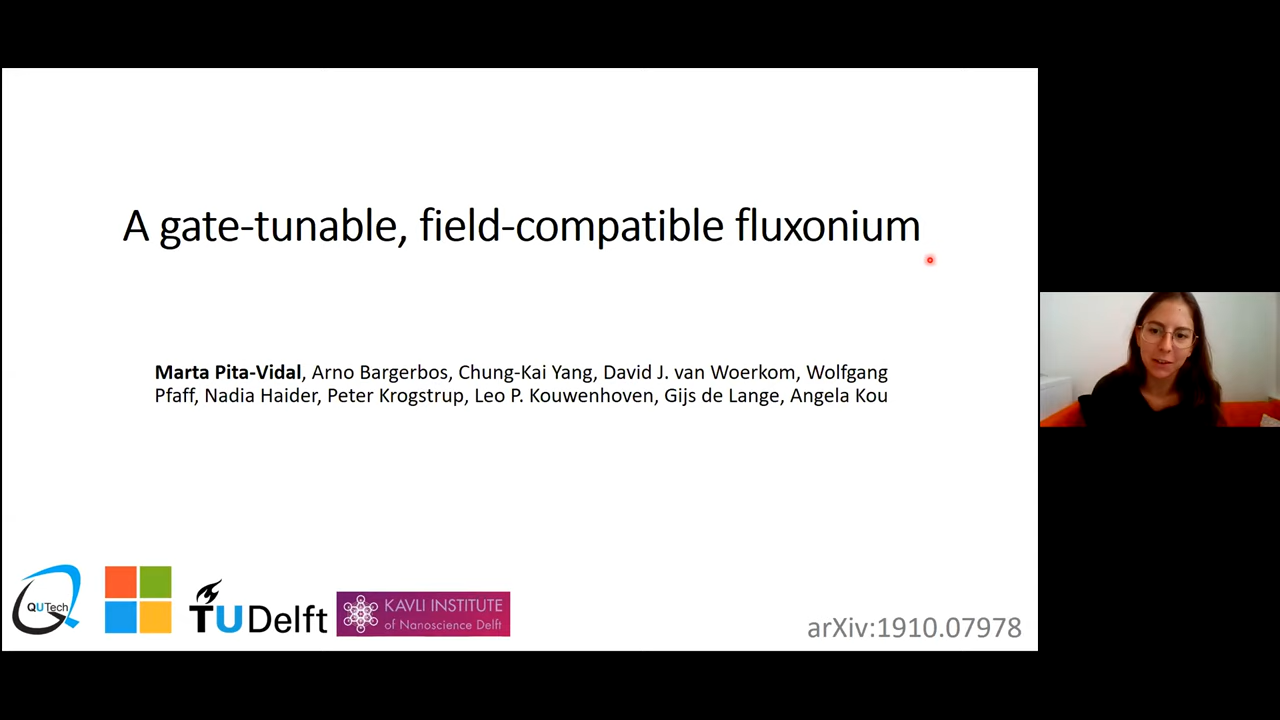 A gate-tunable, field-compatible fluxonium
Marta Pita-Vidal, Arno Bargerbos, Chung-Kai Yang, David J. van Woerkom, Wolfgang
Pfaff, Nadia Haider, Peter Krogstrup, Leo P. Kouwenhoven, Gijs de Lange, Angela Kou
QUTech
TU Delft
KAVLI INSTITUTE
of Nanoscience Delft
arXiv:1910.07978